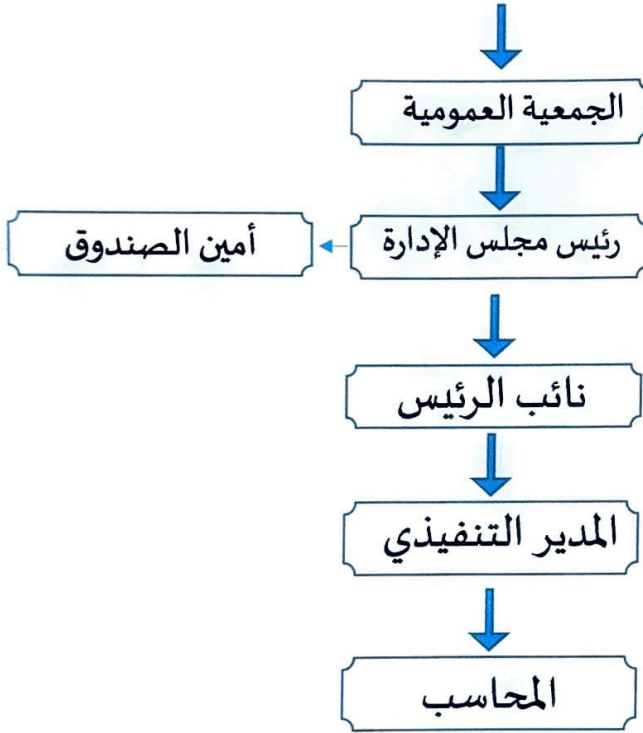 الجمعية العمومية
رئيس مجلس الإدارة
أمين الصندوق
نائب الرئيس
المدير التنفيذي
المحاسب